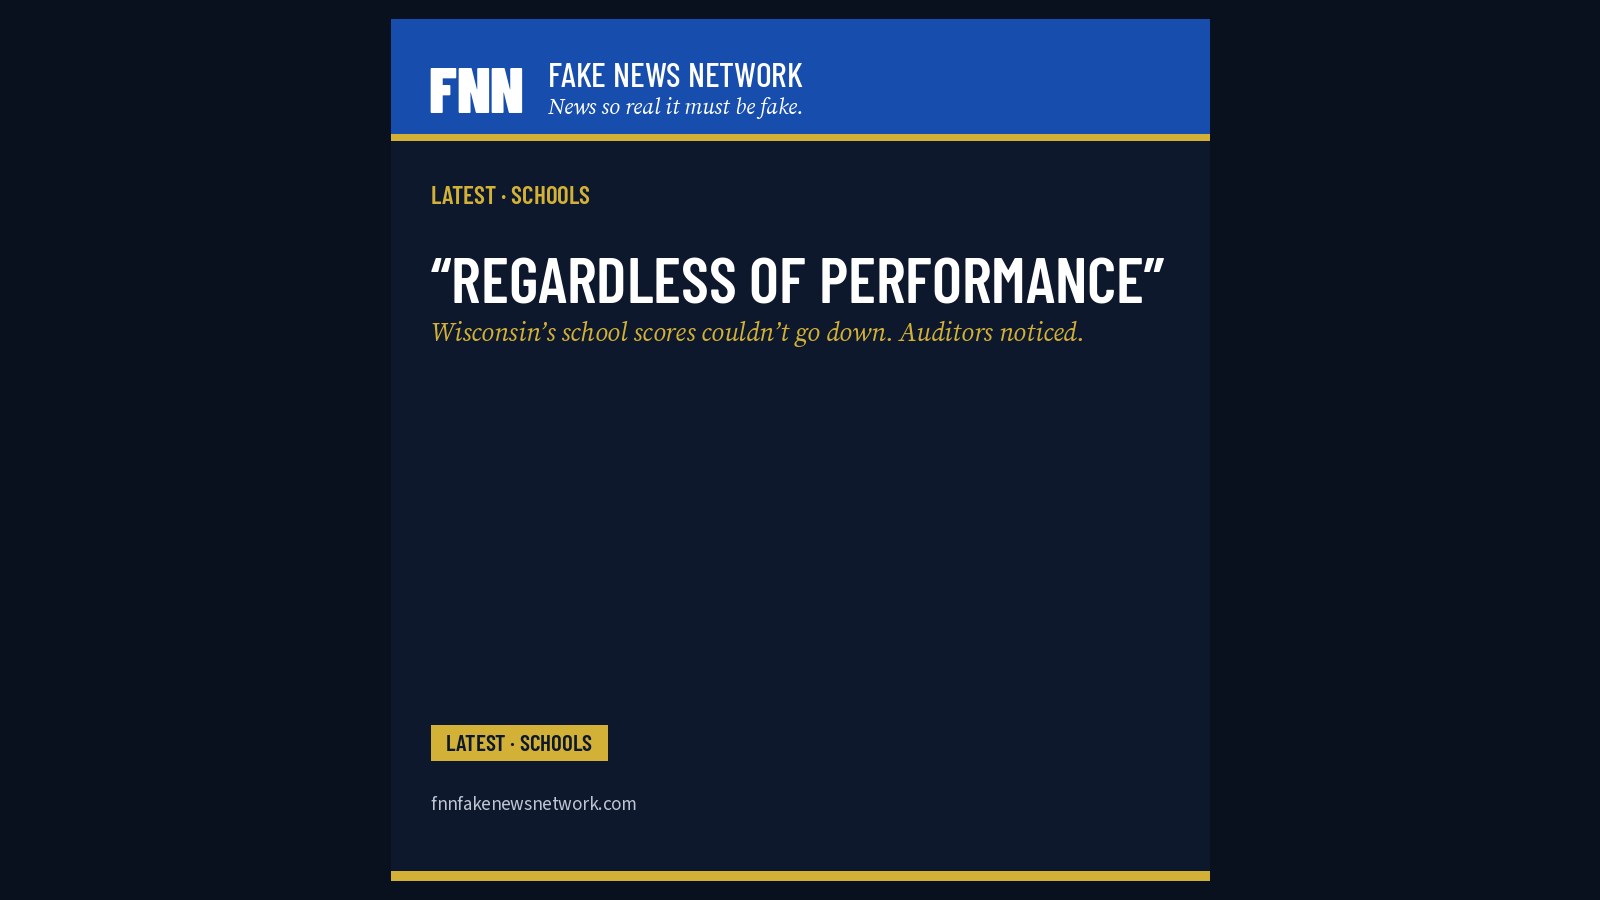 FNN
FAKE NEWS NETWORK
News so real it must be fake.
LATEST · SCHOOLS
“REGARDLESS OF PERFORMANCE”
Wisconsin’s school scores couldn’t go down. Auditors noticed.
LATEST · SCHOOLS
fnnfakenewsnetwork.com